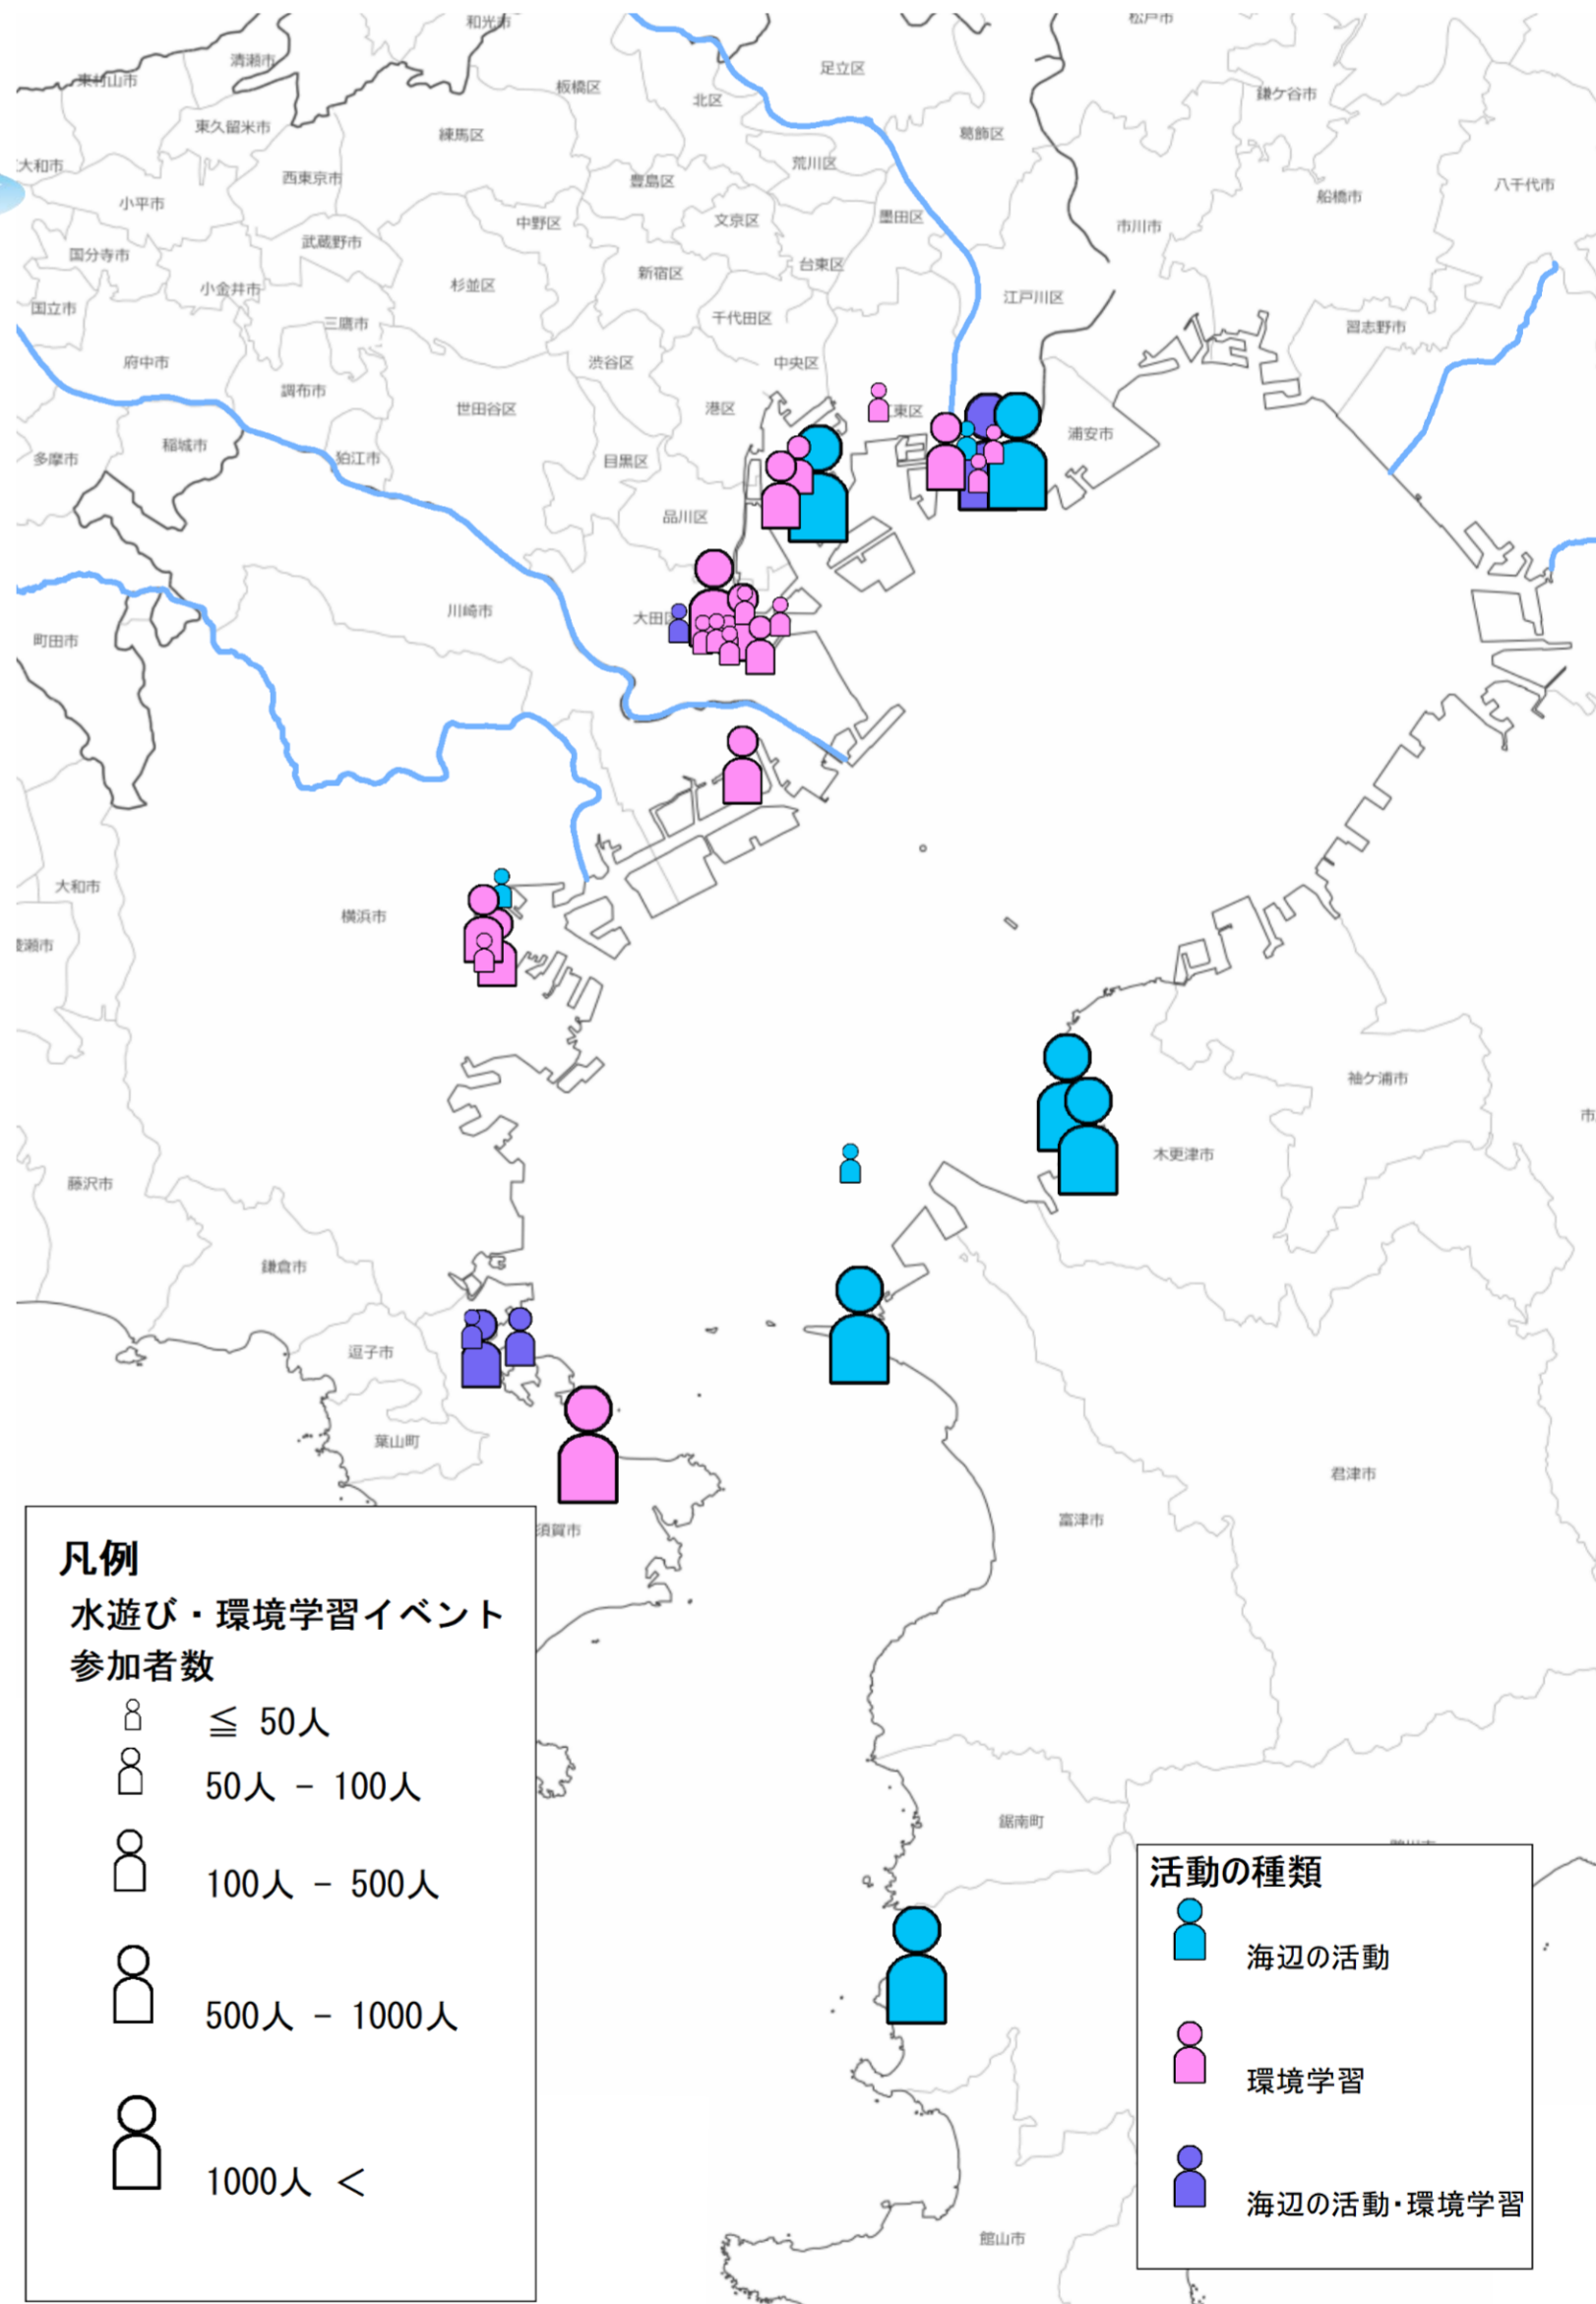 和光市
松戸市
清瀬市
足立区
東村山市
板橋区
鎌ケ谷市
北区
東久留米市
練馬区
葛飾区
大和市
荒川区
西東京市
豊島区
八千代市
船橋市
小平市
中野区
文京区
墨田区
市川市
武蔵野市
国分寺市
台東区
新宿区
小金井市
杉並区
江戸川区
国立市
千代田区
三鷹市
習志野市
府中市
渋谷区
中央区
調布市
世田谷区
港区
東区
浦安市
稲城市
多摩市
狛江市
目黒区
品川区
川崎市
大田区
町田市
大和市
横浜市
綾瀬市
袖ケ浦市
市
木更津市
藤沢市
鎌倉市
逗子市
葉山町
君津市
富津市
須賀市
凡例
水遊び・環境学習イベント
参加者数
≦ 50人
50人 - 100人
100人 - 500人
500人 - 1000人
1000人 <
鋸南町
活動の種類
海辺の活動
環境学習
海辺の活動・環境学習
館山市